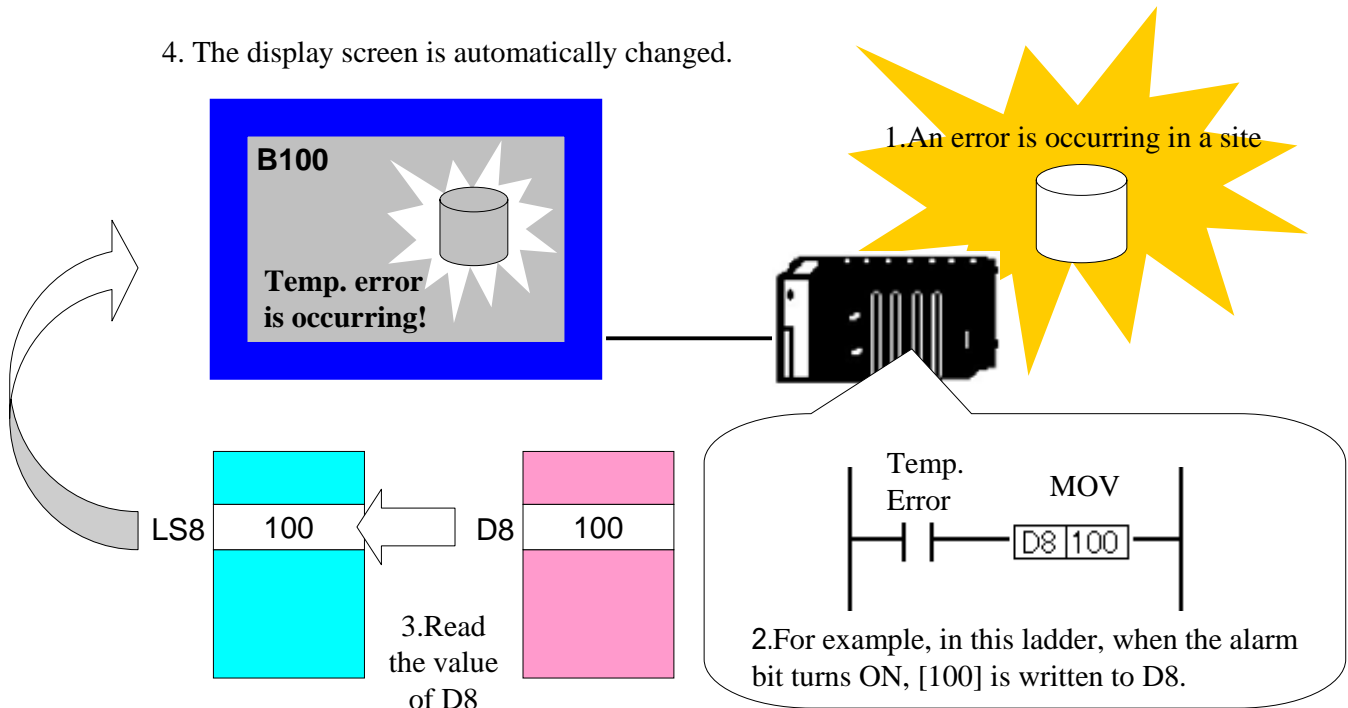 4. The display screen is automatically changed.
1.An error is occurring in a site
B100
Temp. error
is occurring!
LS8
100
D8
100
3.Read
the value
of D8
Temp.
Error
MOV
D8 100
2.For example, in this ladder, when the alarm
bit turns ON, [100] is written to D8.